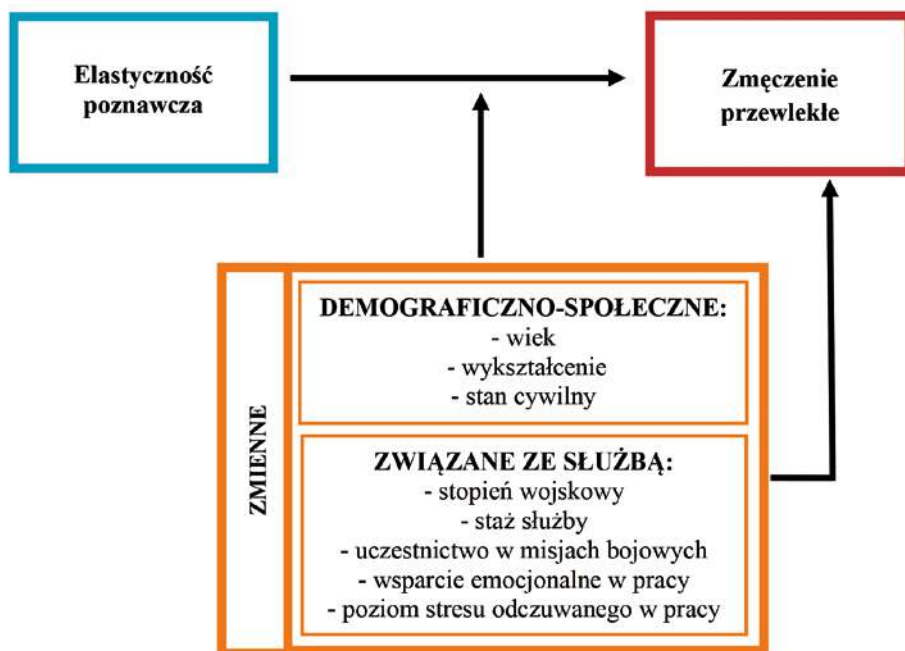 Elastyczność
poznawcza
Zmęczenie
przewlekłe
ZMIENNE
DEMOGRAFICZNO-SPOŁECZNE:
- wiek
- wykształcenie
- stan cywilny
ZWIĄZANE ZE SŁUŻBĄ:
- stopień wojskowy
- staż służby
- uczestnictwo w misjach bojowych
- wsparcie emocjonalne w pracy
- poziom stresu odczuwanego w pracy